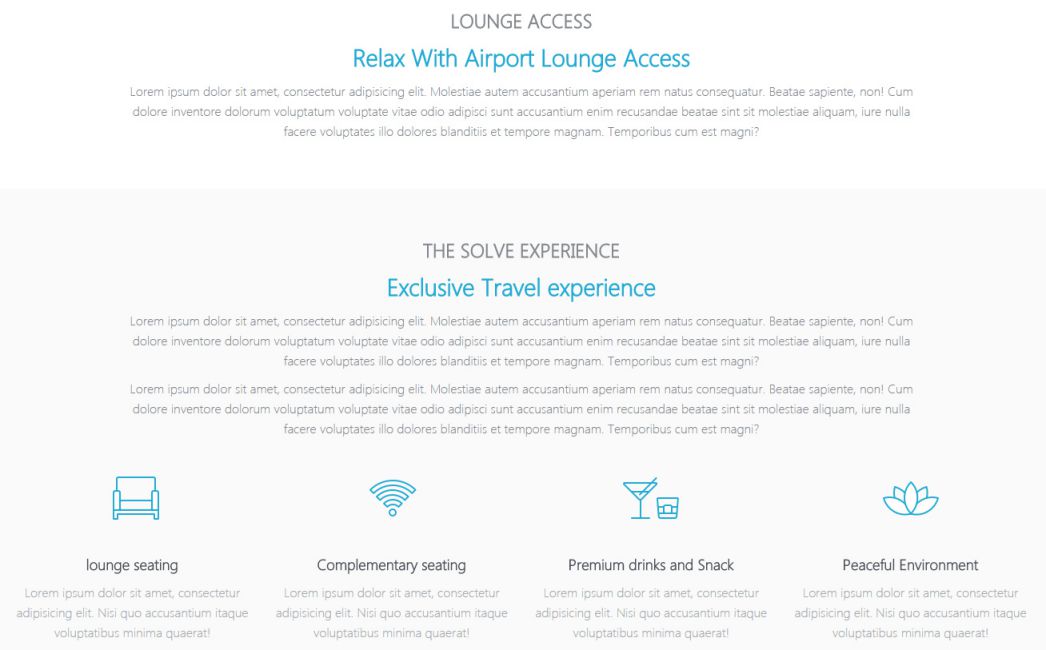 LOUNGE ACCESS
Relax With Airport Lounge Access
Lorem ipsum dolor sit amet, consectetur adipisicing elit. Molestiae autem accusantium aperiam rem natus consequatur. Beatae sapiente, non! Cum
dolore inventore dolorum voluptatum voluptate vitae odio adipisci sunt accusantium enim recusandae beatae sint sit molestiae aliquam, iure nulla
facere voluptates illo dolores blanditiis et tempore magnam. Temporibus cum est magni?
THE SOLVE EXPERIENCE
Exclusive Travel experience
Lorem ipsum dolor sit amet, consectetur adipisicing elit. Molestiae autem accusantium aperiam rem natus consequatur. Beatae sapiente, non! Cum
dolore inventore dolorum voluptatum voluptate vitae odio adipisci sunt accusantium enim recusandae beatae sint sit molestiae aliquam, iure nulla
facere voluptates illo dolores blanditiis et tempore magnam. Temporibus cum est magni?
Lorem ipsum dolor sit amet, consectetur adipisicing elit. Molestiae autem accusantium aperiam rem natus consequatur. Beatae sapiente, non! Cum
dolore inventore dolorum voluptatum voluptate vitae odio adipisci sunt accusantium enim recusandae beatae sint sit molestiae aliquam, iure nulla
facere voluptates illo dolores blanditiis et tempore magnam. Temporibus cum est magni?
lounge seating
Lorem ipsum dolor sit amet, consectetur
adipisicing elit. Nisi quo accusantium itaque
voluptatibus minima quaerat!
Complementary seating
Lorem ipsum dolor sit amet, consectetur
adipisicing elit. Nisi quo accusantium itaque
voluptatibus minima quaerat!
Premium drinks and Snack
Lorem ipsum dolor sit amet, consectetur
adipisicing elit. Nisi quo accusantium itaque
voluptatibus minima quaerat!
Peaceful Environment
Lorem ipsum dolor sit amet, consectetur
adipisicing elit. Nisi quo accusantium itaque
voluptatibus minima quaerat!